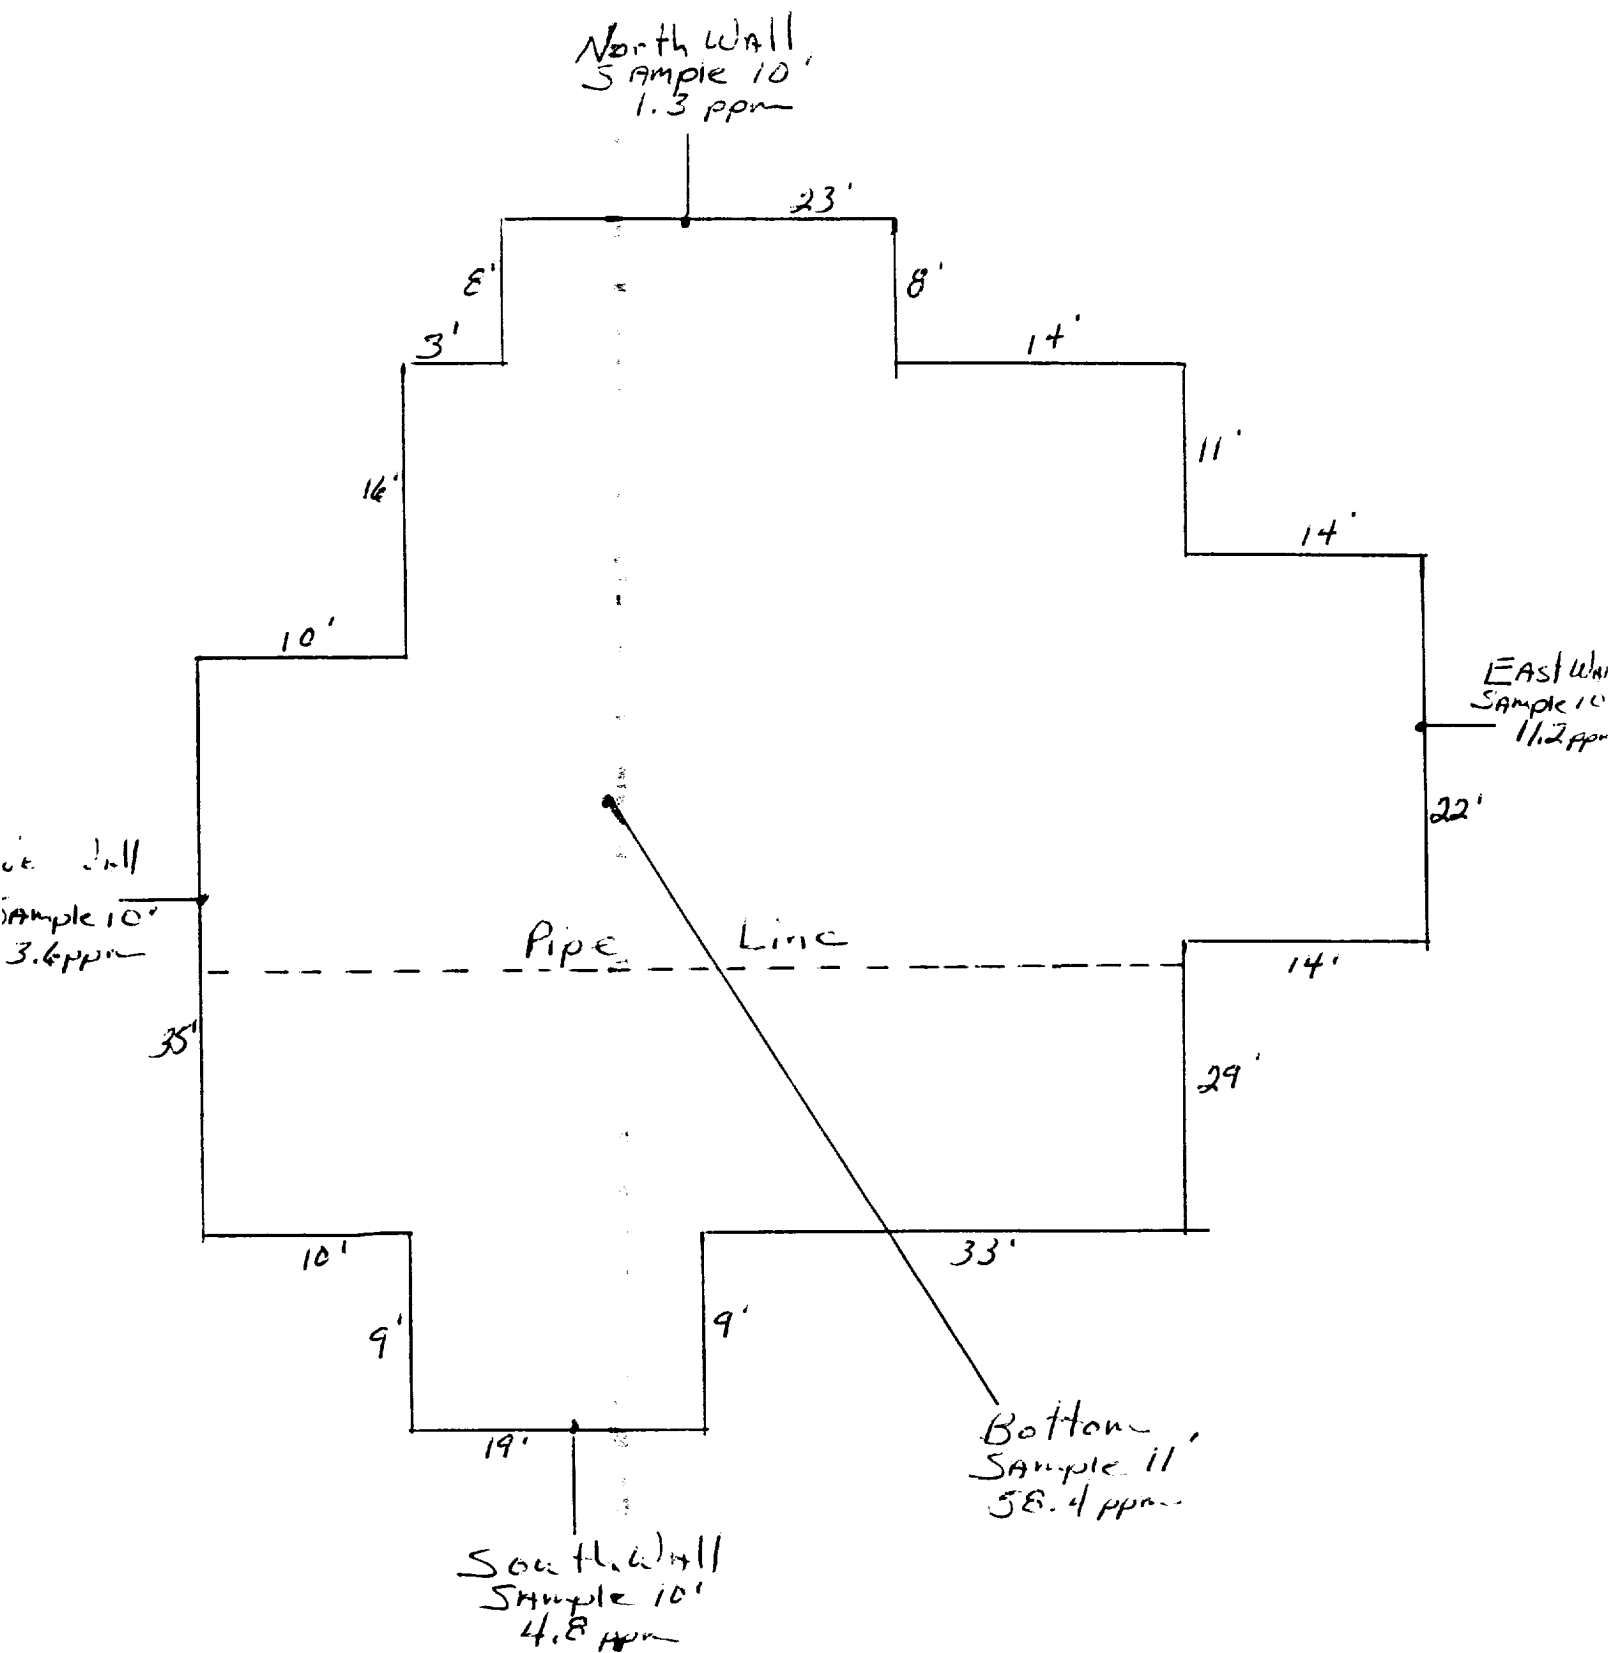 North Wall
Sample 10'
1.3 ppm
23'
8'
8'
3'
14'
11'
16'
14'
10'
East
Sample 10
11.2 ppm
22'
Wall
Sample 10'
3.6 ppm
Pipe Line
14'
35'
29'
10'
33'
9'
9'
19'
Bottom
Sample 11'
58.4 ppm
South Wall
Sample 10'
4.8 ppm